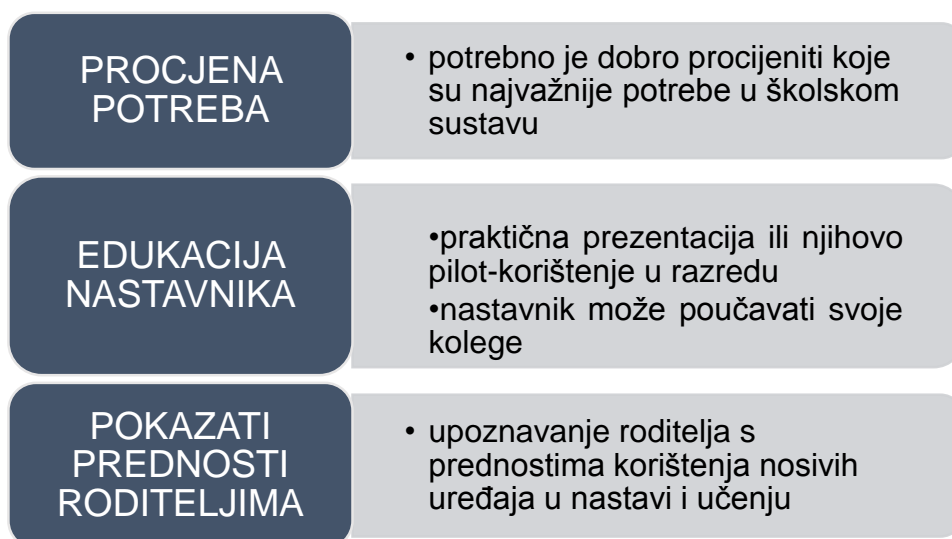 PROCJENA
POTREBA
• potrebno je dobro procijeniti koje
su najvažnije potrebe u školskom
sustavu
EDUKACIJA
NASTAVNIKA
•praktična prezentacija ili njihovo
pilot-korištenje u razredu
•nastavnik može poučavati svoje
kolege
POKAZATI
PREDNOSTI
RODITELJIMA
• upoznavanje roditelja s
prednostima korištenja nosivih
uređaja u nastavi i učenju